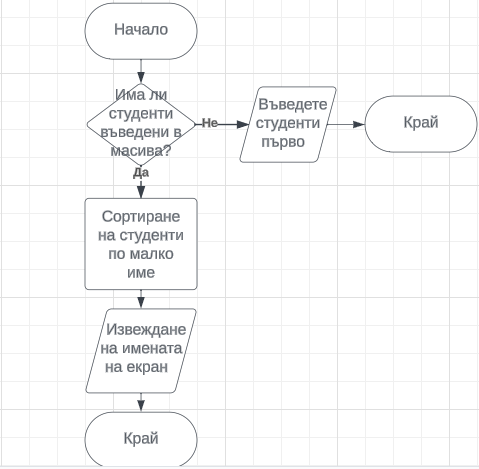 Начало
Има ли
студенти
въведени в
масива?
Не
Въведете
студенти
първо
Край
Да
Сортиране
на студенти
по малко
име
Извеждане
на имената
на екран
Край